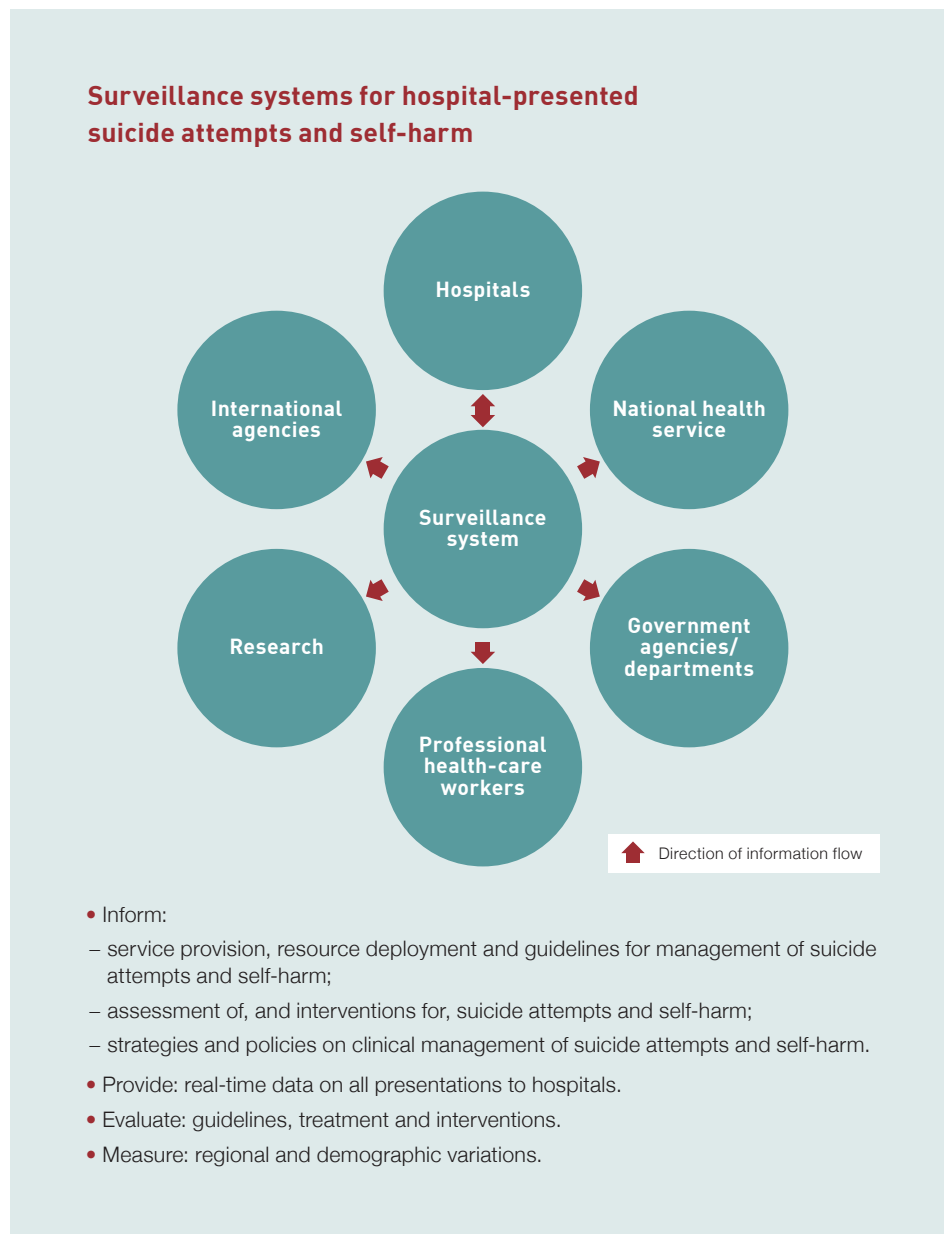 Surveillance systems for hospital-presented
suicide attempts and self-harm
Hospitals
International
agencies
National health
service
Surveillance
system
Research
Government
agencies/
departments
Professional
health-care
workers
Direction of information flow
• Inform:
– service provision, resource deployment and guidelines for management of suicide
attempts and self-harm;
– assessment of, and interventions for, suicide attempts and self-harm;
– strategies and policies on clinical management of suicide attempts and self-harm.
• Provide: real-time data on all presentations to hospitals.
• Evaluate: guidelines, treatment and interventions.
• Measure: regional and demographic variations.